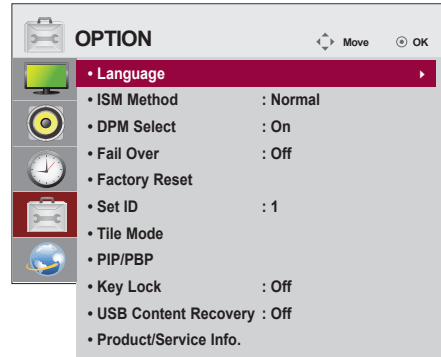 OPTION Move OK
• Language
• ISM Method : Normal
• DPM Select : On
• Fail Over : Off
• Factory Reset
• Set ID : 1
• Tile Mode
• PIP/PBP
• Key Lock : Off
• USB Content Recovery : Off
• Product/Service Info.